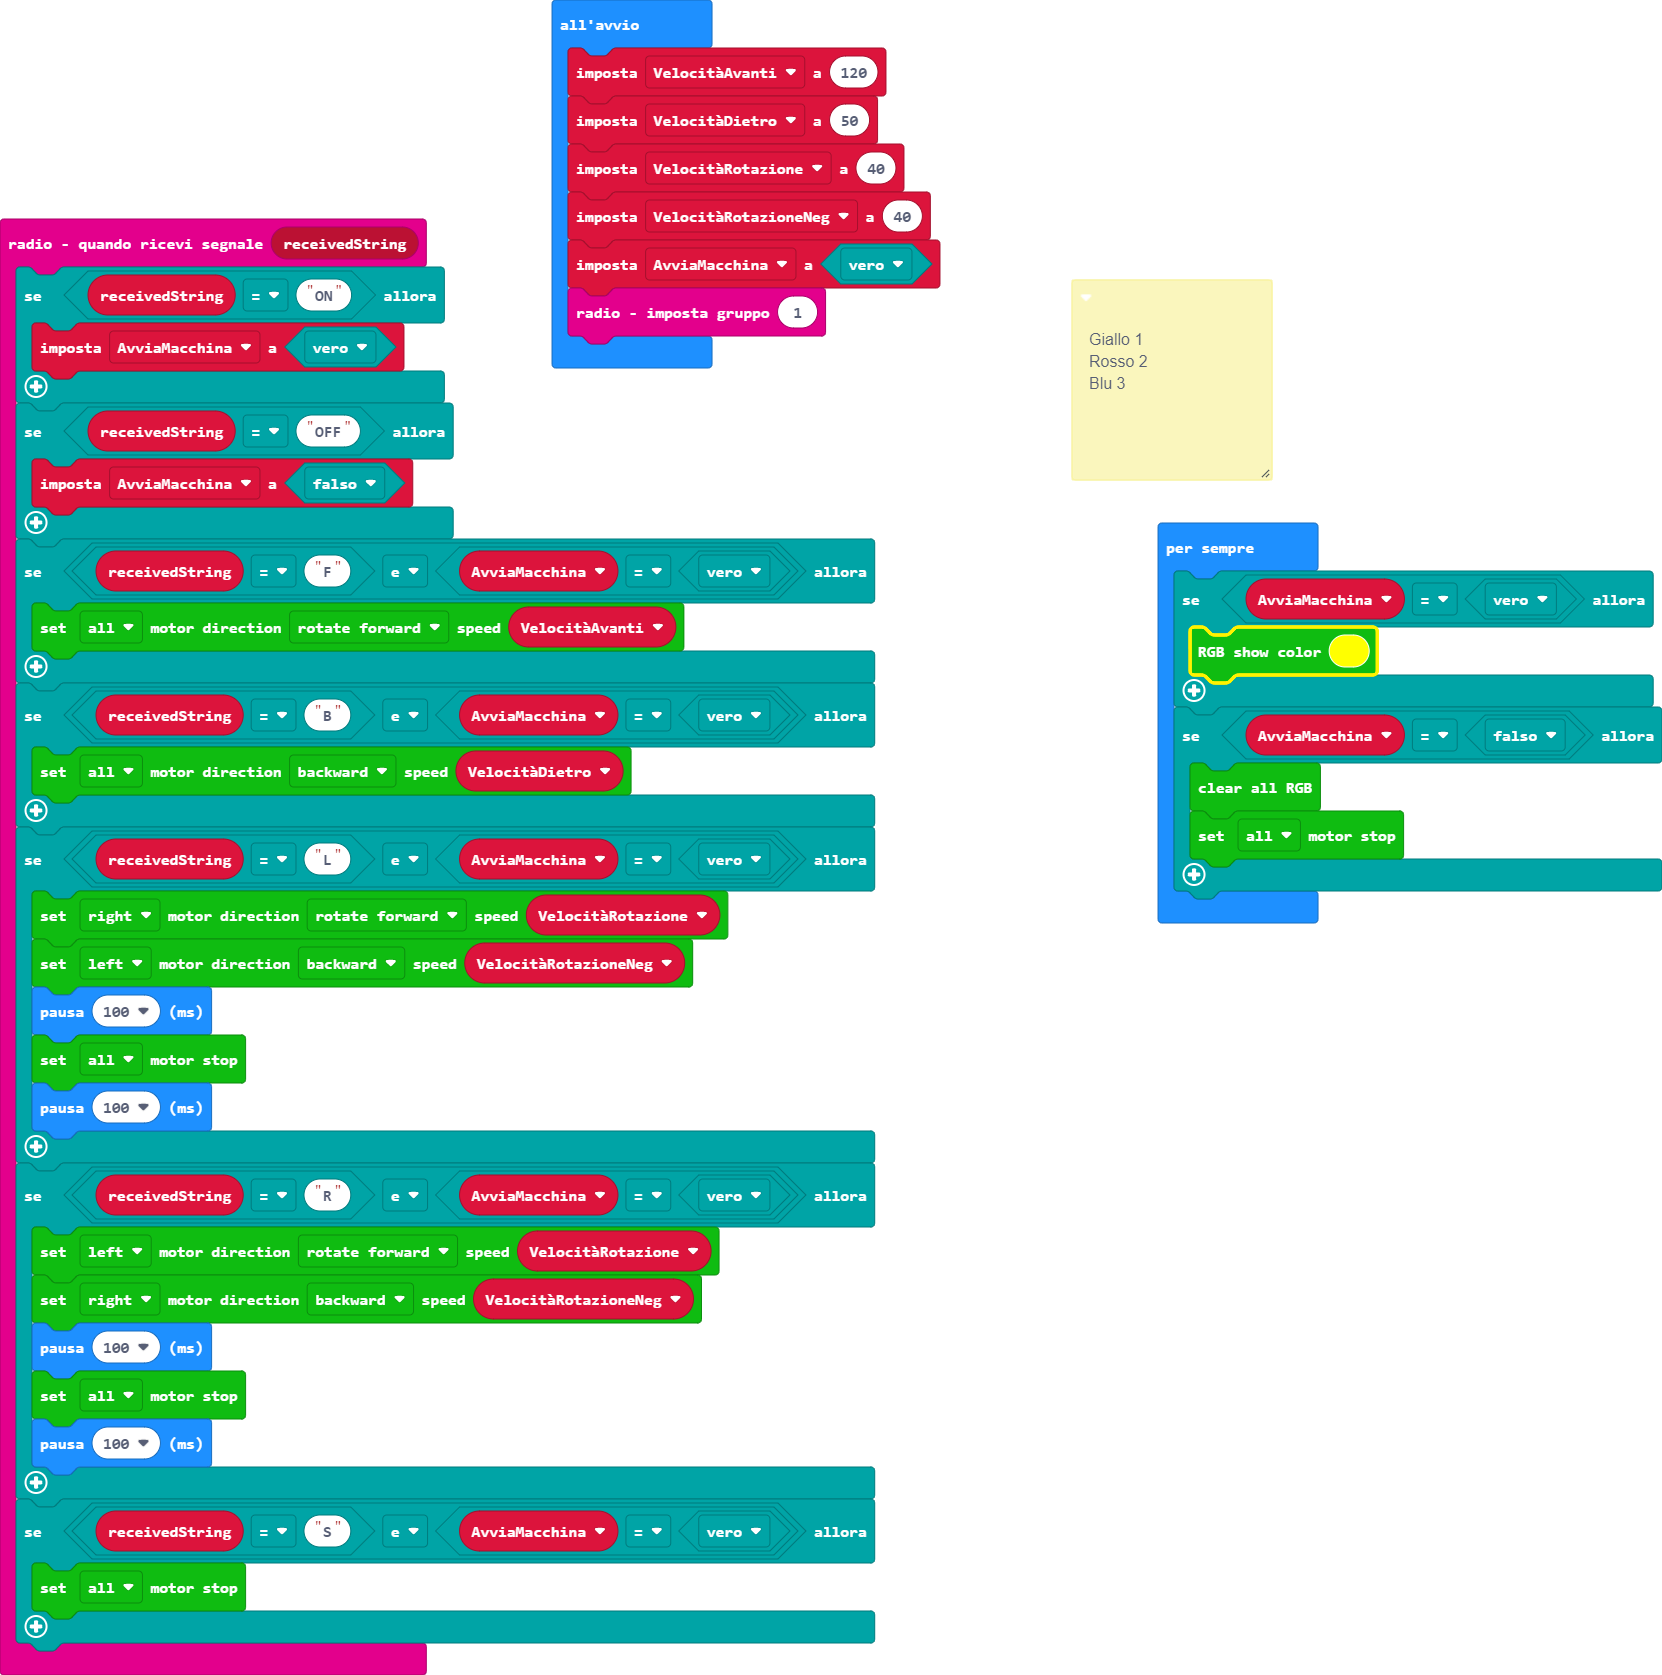 all'avvio
imposta VelocitàAvanti a 120
imposta VelocitàDietro a 50
imposta VelocitàRotazione a 40
imposta VelocitàRotazioneNeg a 40
imposta AvviaMacchina a vero
radio - imposta gruppo 1
radio - quando ricevi segnale receivedString
se receivedString = "ON" allora
imposta AvviaMacchina a vero
se receivedString = "OFF" allora
imposta AvviaMacchina a falso
se receivedString = "F" e AvviaMacchina = vero allora
set all motor direction rotate forward speed VelocitàAvanti
se receivedString = "B" e AvviaMacchina = vero allora
set all motor direction backward speed VelocitàDietro
se receivedString = "L" e AvviaMacchina = vero allora
set right motor direction rotate forward speed VelocitàRotazione
set left motor direction backward speed VelocitàRotazioneNeg
pausa 100 (ms)
set all motor stop
pausa 100 (ms)
se receivedString = "R" e AvviaMacchina = vero allora
set left motor direction rotate forward speed VelocitàRotazione
set right motor direction backward speed VelocitàRotazioneNeg
pausa 100 (ms)
set all motor stop
pausa 100 (ms)
se receivedString = "S" e AvviaMacchina = vero allora
set all motor stop
Giallo 1
Rosso 2
Blu 3
per sempre
se AvviaMacchina = vero allora
RGB show color
se AvviaMacchina = falso allora
clear all RGB
set all motor stop